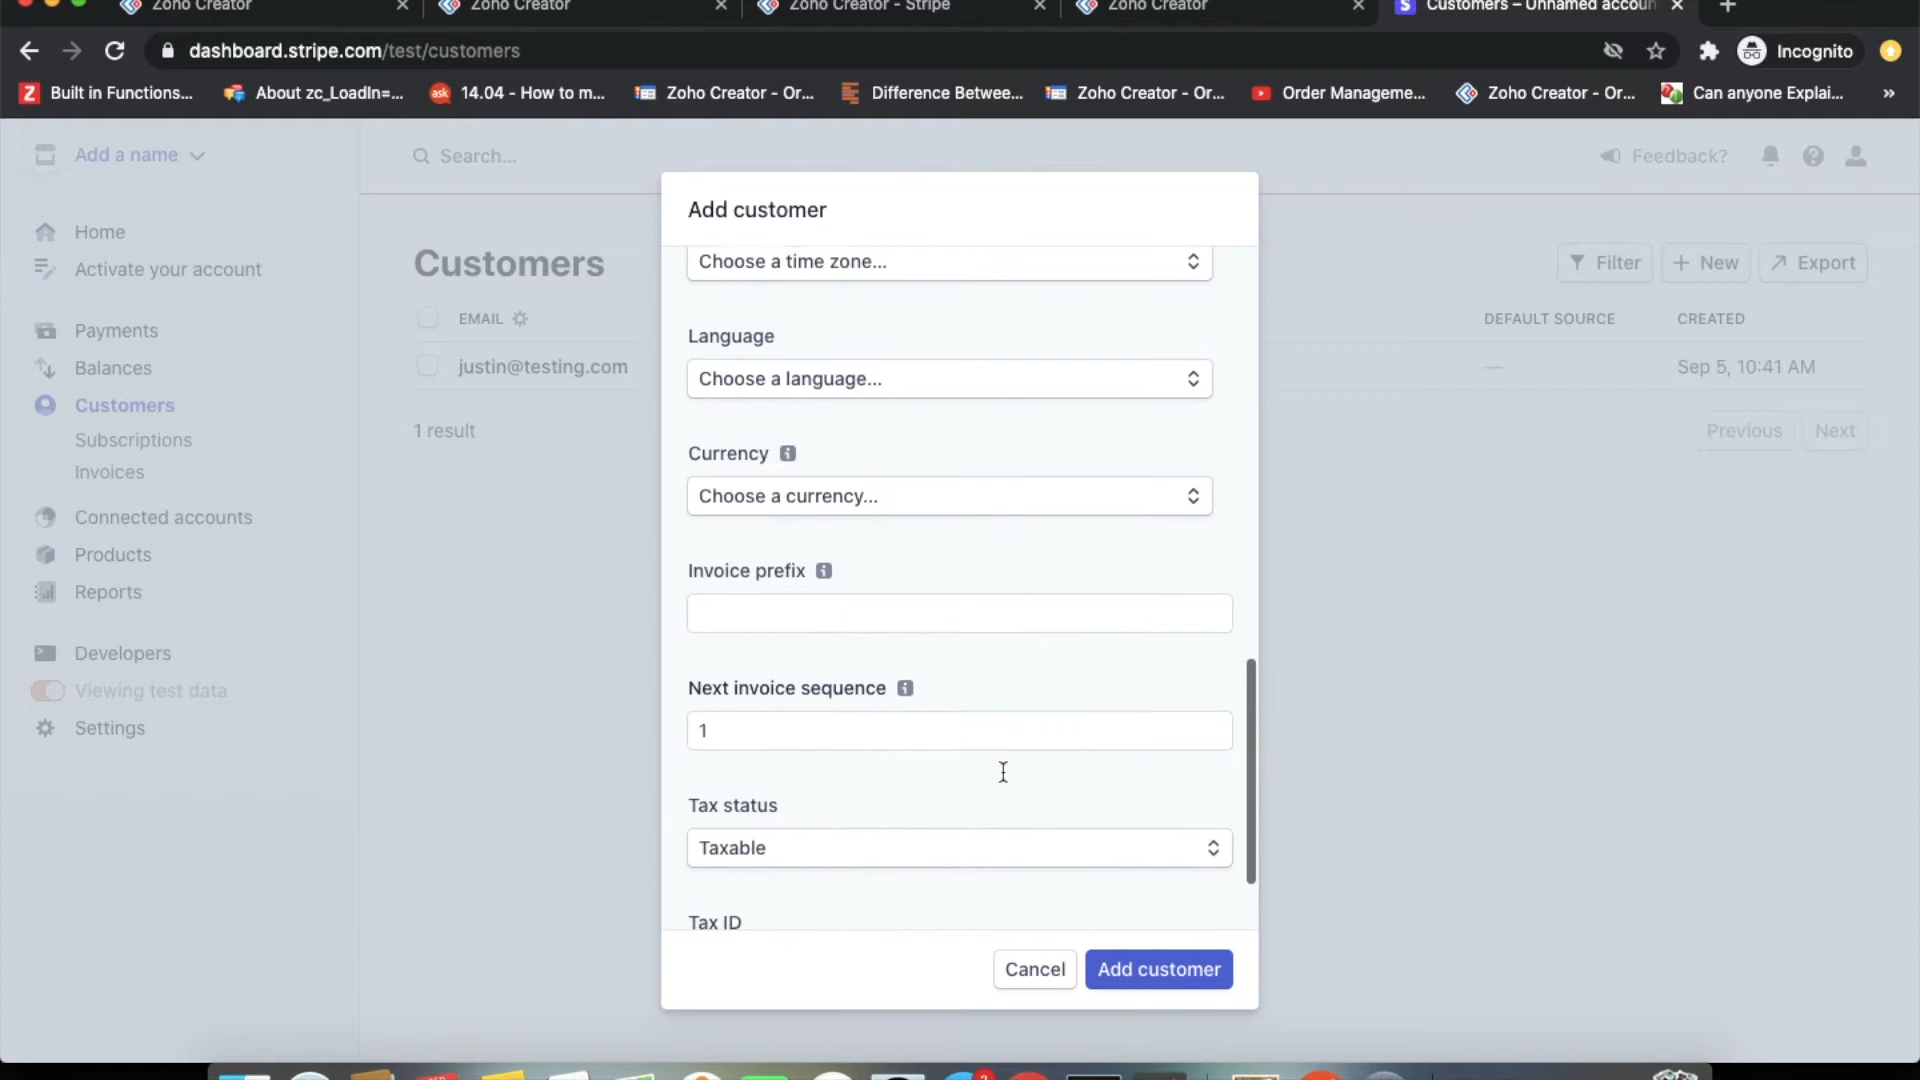 Zoho Creator
Zoho Creator
Zoho Creator - Stripe
Zoho Creator
Customers – Unnamed accoun
dashboard.stripe.com/test/customers
Incognito
Built in Functions...
About zc_LoadIn=...
ask
14.04 - How to m...
Zoho Creator - Or...
Difference Betwee...
Zoho Creator - Or...
Order Manageme...
Zoho Creator - Or...
Can anyone Explai...
»
Add a name
Search...
Feedback?
Home
Activate your account
Payments
Balances
Customers
Subscriptions
Invoices
Connected accounts
Products
Reports
Developers
Viewing test data
Settings
Customers
Filter
New
Export
EMAIL
DEFAULT SOURCE
CREATED
justin@testing.com
—
Sep 5, 10:41 AM
1 result
Previous
Next
Add customer
Choose a time zone...
Language
Choose a language...
Currency
Choose a currency...
Invoice prefix
Next invoice sequence
1
Tax status
Taxable
Tax ID
Cancel
Add customer